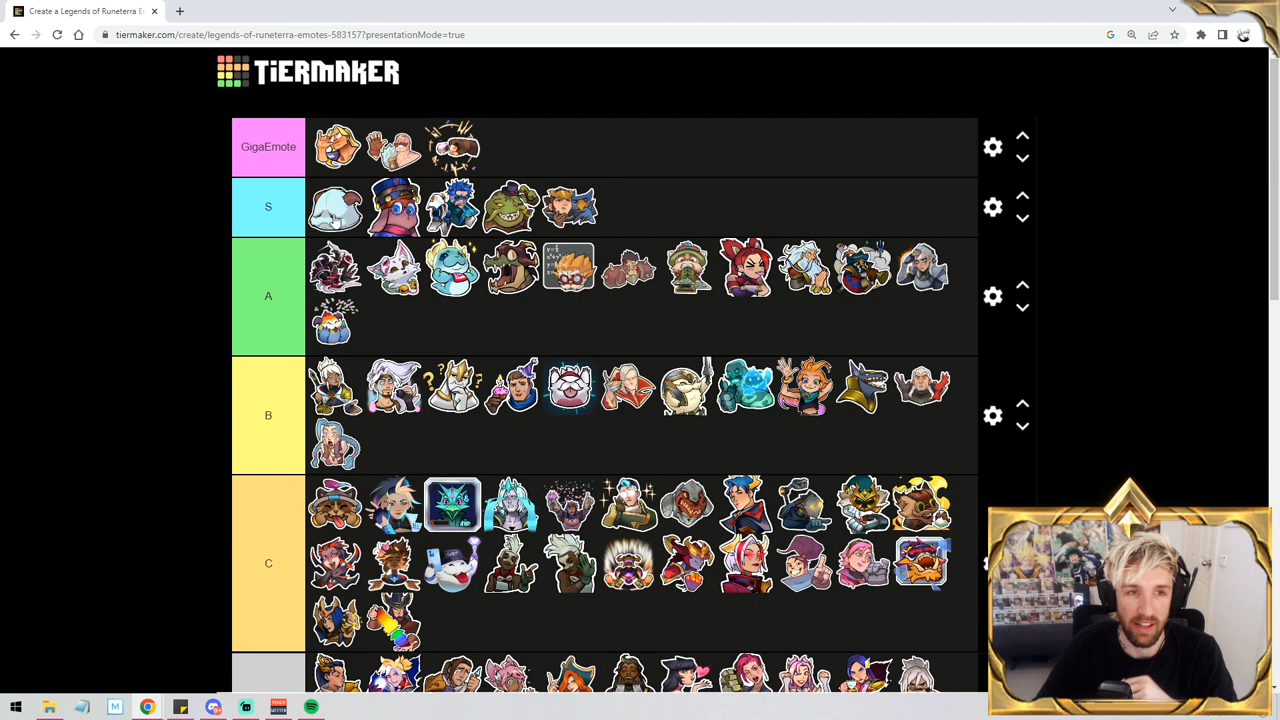 Create a Legends of Runeterra E
tiermaker.com/create/legends-of-runeterra-emotes-583157?presentationMode=true
TiERMAKER
GigaEmote
S
A
B
C